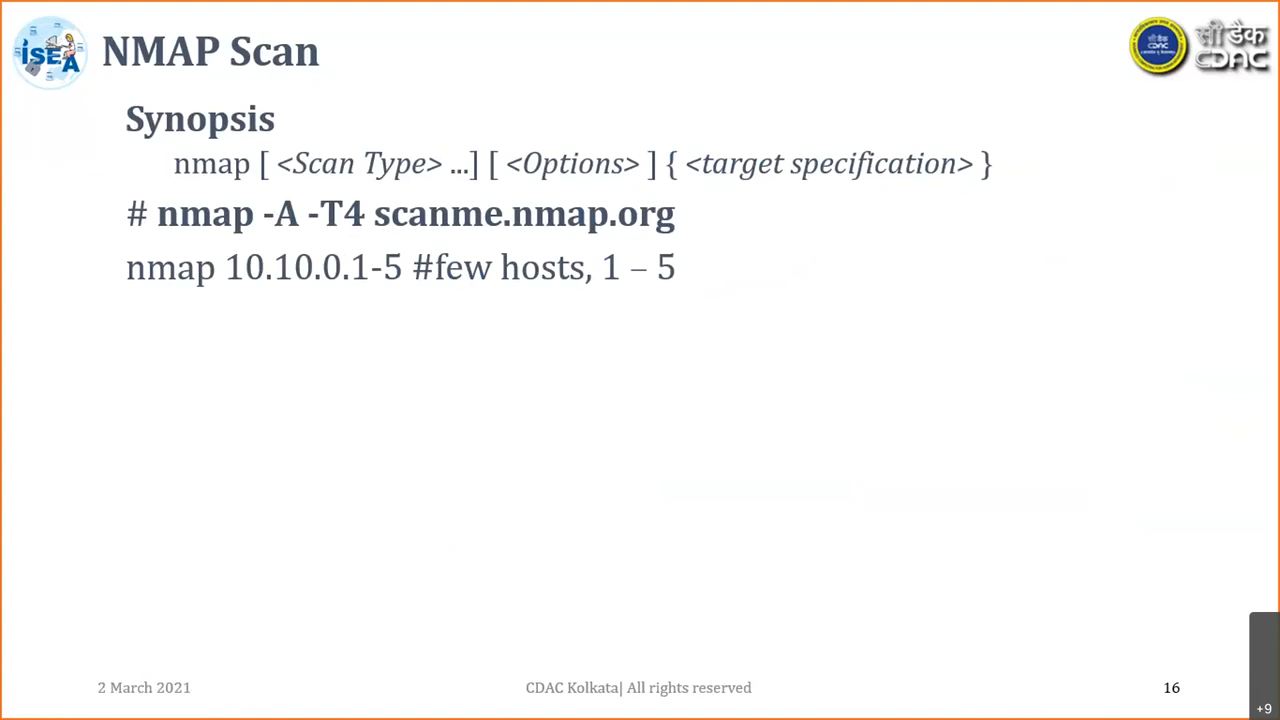 ISEA
NMAP Scan
CDAC
सी डैक
CDAC
Synopsis
nmap [ <Scan Type> ...] [ <Options> ] { <target specification> }
# nmap -A -T4 scanme.nmap.org
nmap 10.10.0.1-5 #few hosts, 1 – 5
2 March 2021
CDAC Kolkata| All rights reserved
16
+9